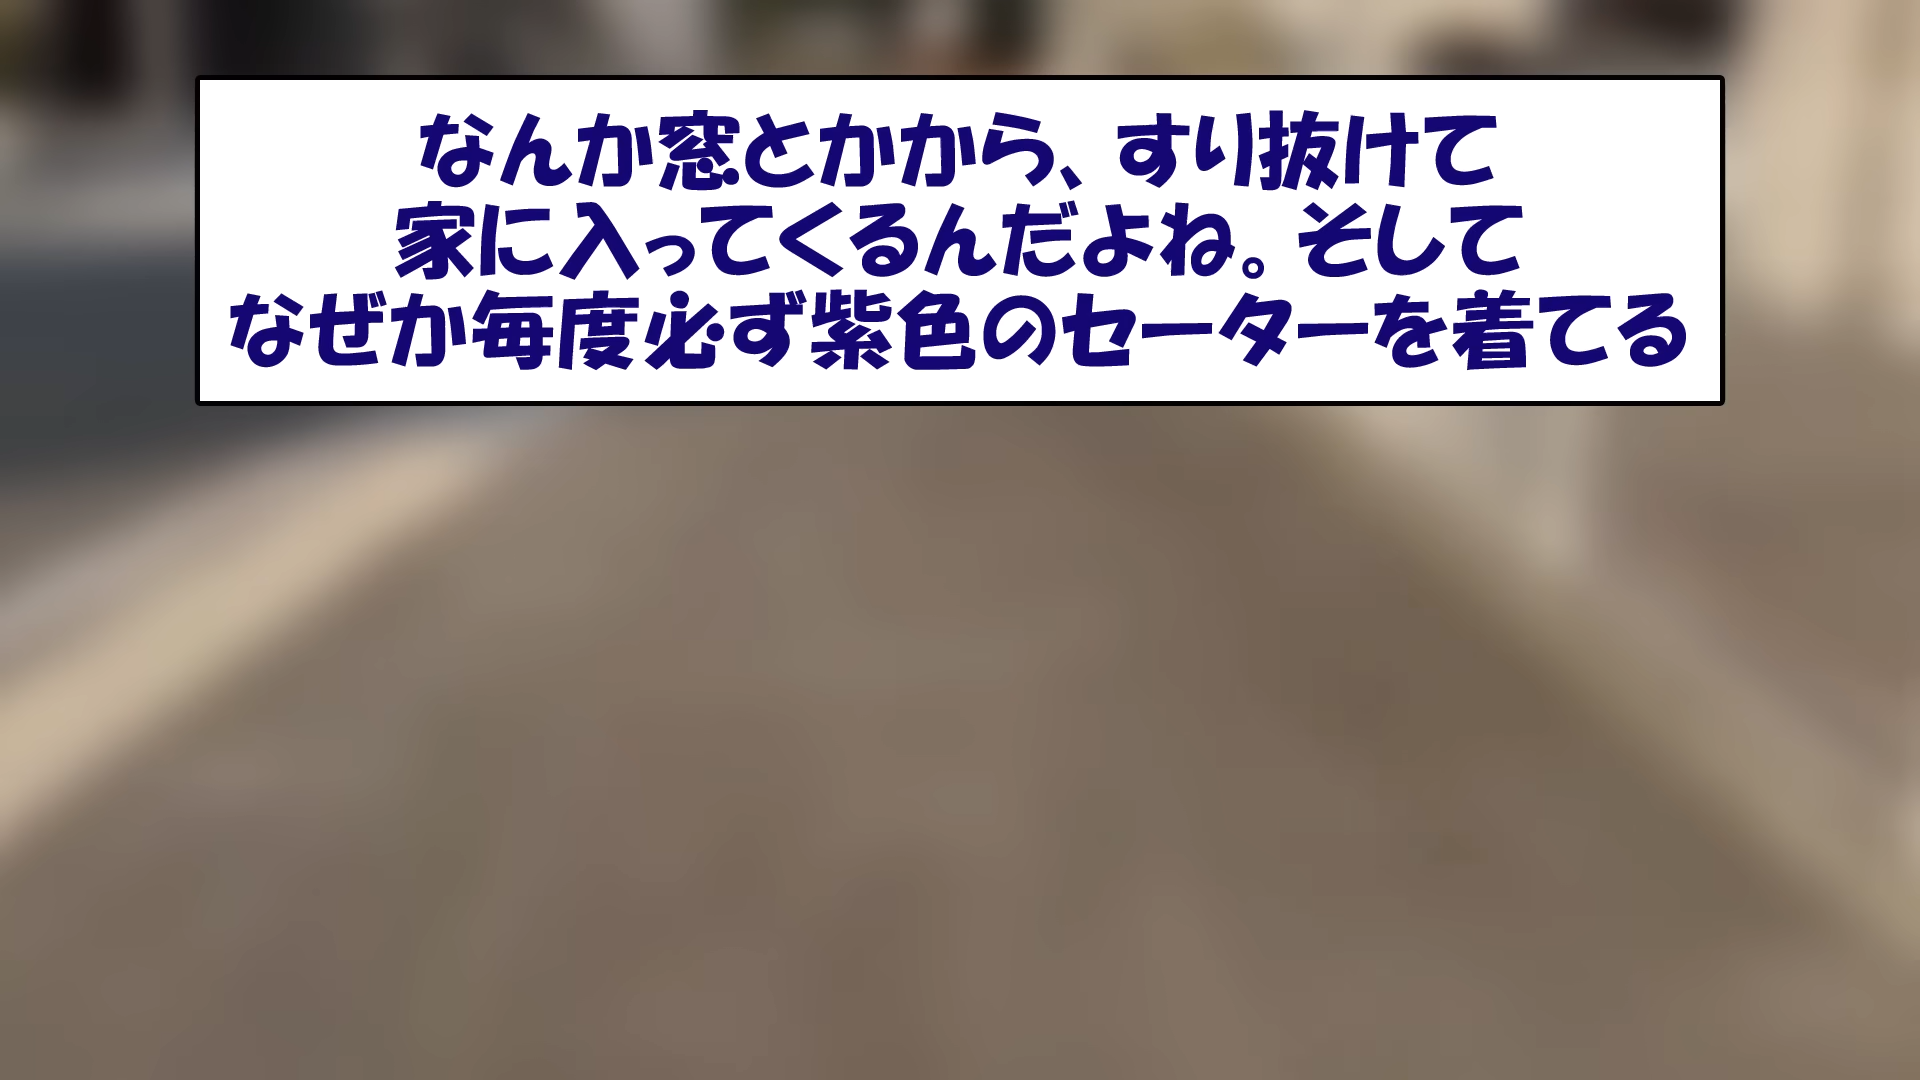 なんか窓とかから、すり抜けて
家に入ってくるんだよね。そして
なぜか毎度必ず紫色のセーターを着てる